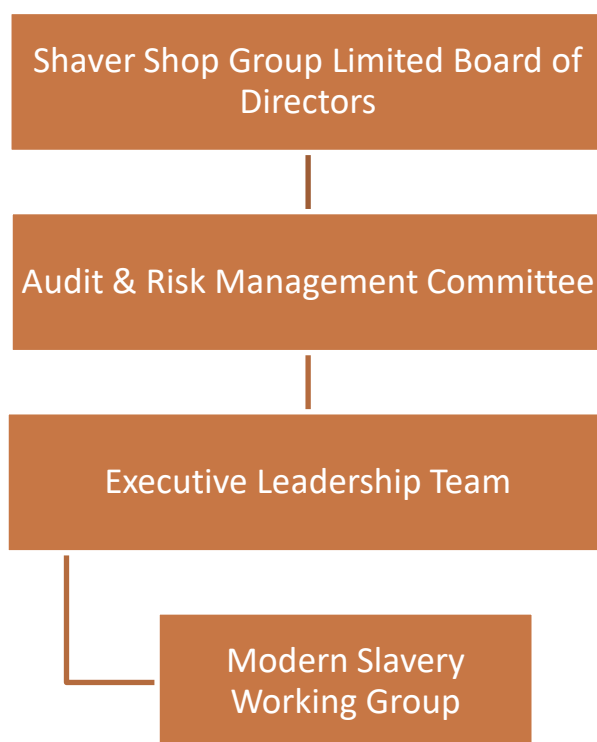 Shaver Shop Group Limited Board of
Directors
Audit & Risk Management Committee
Executive Leadership Team
Modern Slavery
Working Group